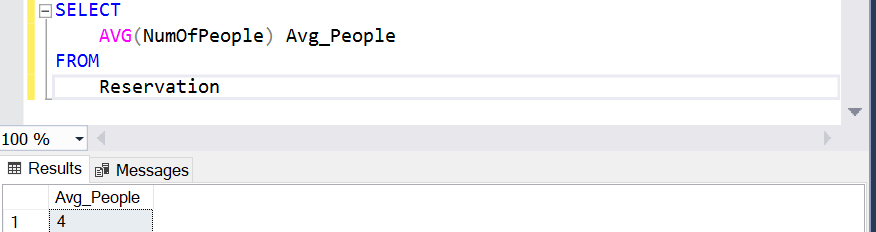 SELECT
AVG(NumOfPeople) Avg_People
FROM
Reservation
100 %
Results Messages
Avg_People
1 4